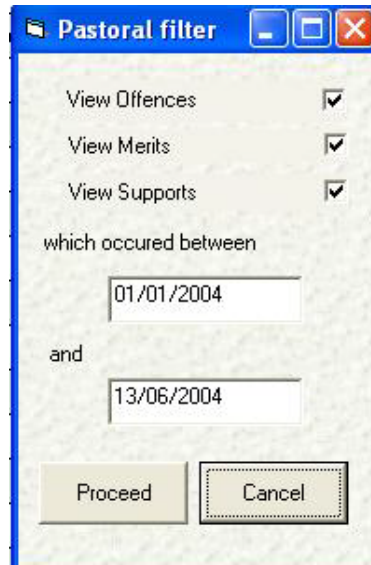 Pastoral filter
View Offences
View Merits
View Supports
which occured between
01/01/2004
and
13/06/2004
Proceed Cancel